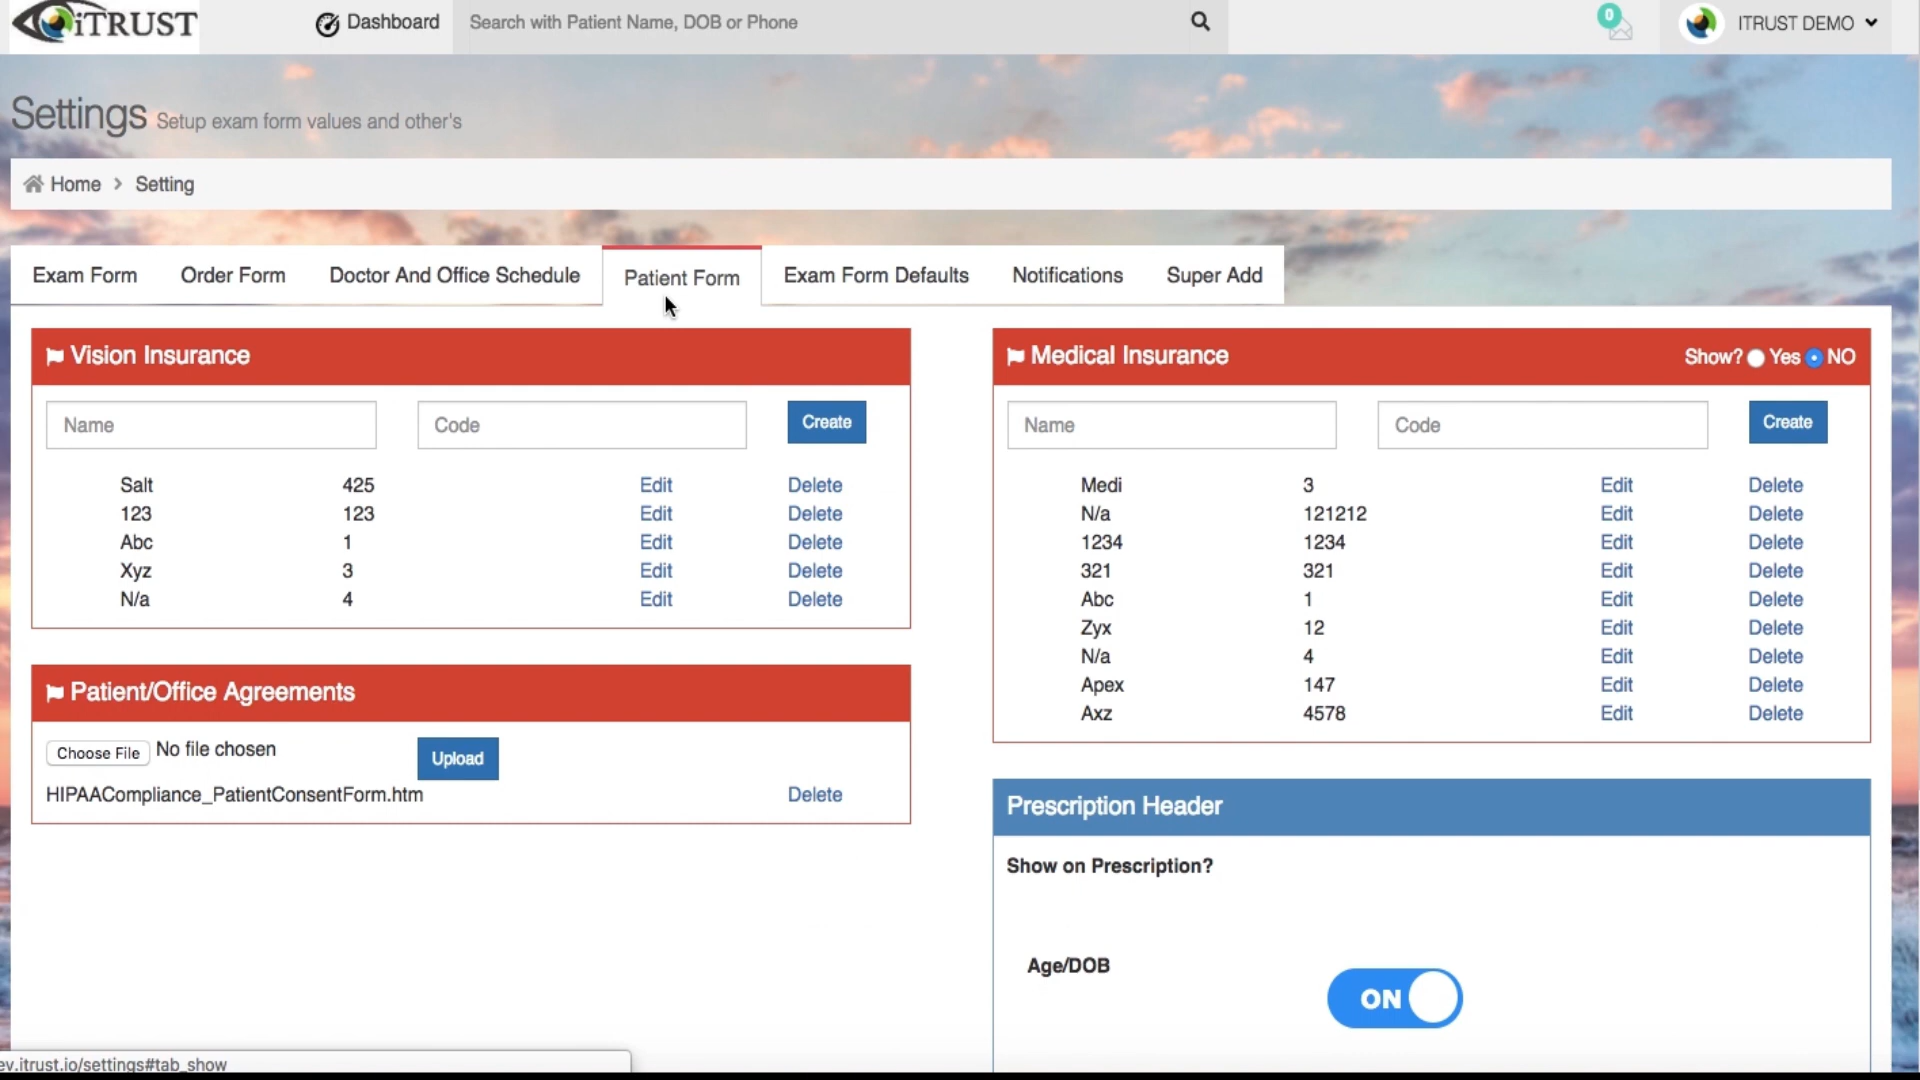 iTRUST
Dashboard
Search with Patient Name, DOB or Phone
0
ITRUST DEMO
Settings Setup exam form values and other's
Home > Setting
Exam Form
Order Form
Doctor And Office Schedule
Patient Form
Exam Form Defaults
Notifications
Super Add
Vision Insurance
Name
Code
Create
Salt 425 Edit Delete
123 123 Edit Delete
Abc 1 Edit Delete
Xyz 3 Edit Delete
N/a 4 Edit Delete
Patient/Office Agreements
Choose File No file chosen
Upload
HIPAACompliance_PatientConsentForm.htm Delete
Medical Insurance
Show? Yes NO
Name
Code
Create
Medi 3 Edit Delete
N/a 121212 Edit Delete
1234 1234 Edit Delete
321 321 Edit Delete
Abc 1 Edit Delete
Zyx 12 Edit Delete
N/a 4 Edit Delete
Apex 147 Edit Delete
Axz 4578 Edit Delete
Prescription Header
Show on Prescription?
Age/DOB
ON
ev.itrust.io/settings#tab_show